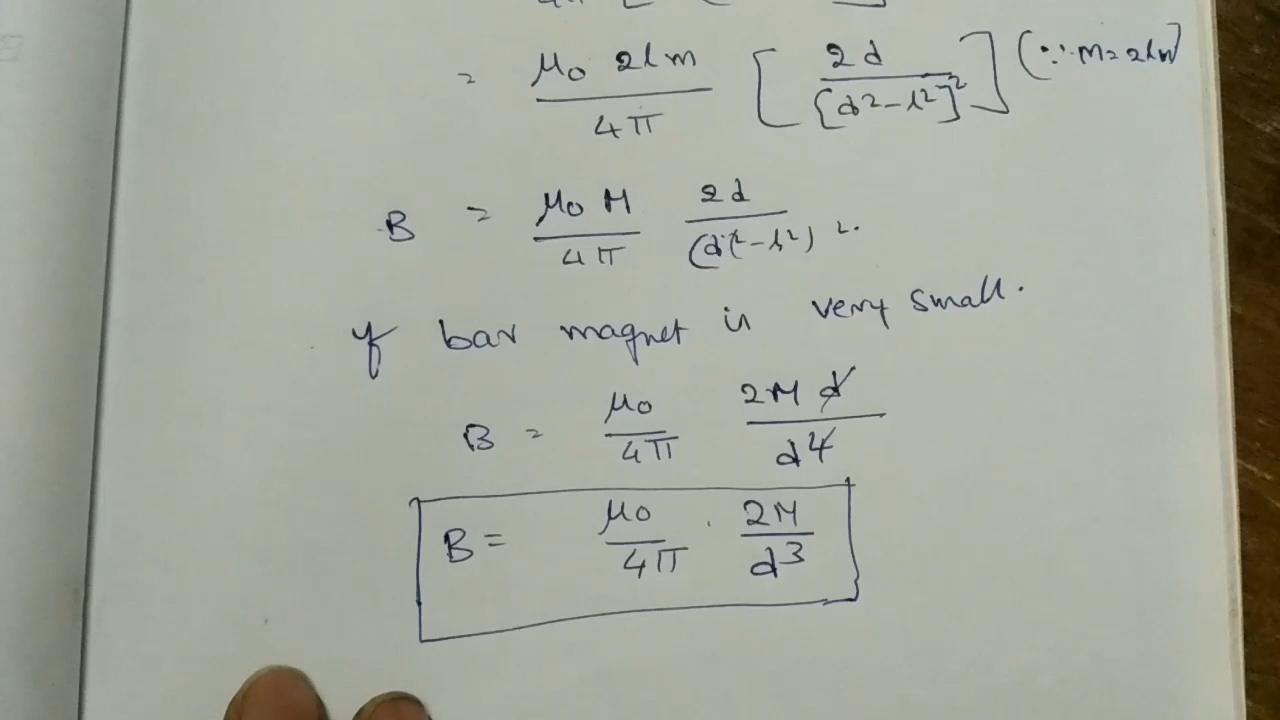 = μ0 2lm / 4π [ 2d / [d²-l²]² ] (∵ M=2lm)
B = μ0 M / 4π 2d / (d²-l²)².
If bar magnet is very small.
B = μ0 / 4π 2M d / d4
B = μ0 / 4π . 2M / d3